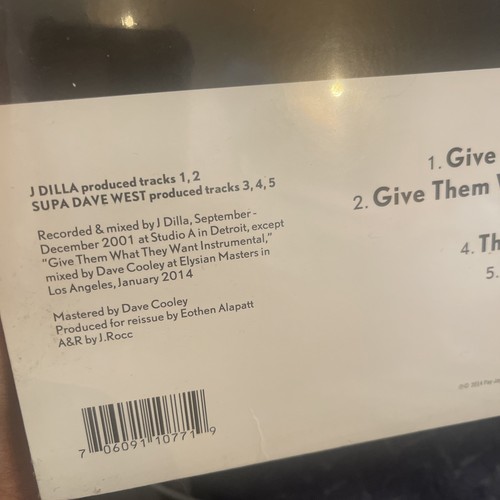 J DILLA produced tracks 1, 2
SUPA DAVE WEST produced tracks 3, 4, 5
Recorded & mixed by J Dilla, September-
December 2001 at Studio A in Detroit, except
"Give Them What They Want Instrumental,"
mixed by Dave Cooley at Elysian Masters in
Los Angeles, January 2014
Mastered by Dave Cooley
Produced for reissue by Eothen Alapatt
A&R by J.Rocc
7 06091 10771 9
1. Give
2. Give Them
4. Th
5.